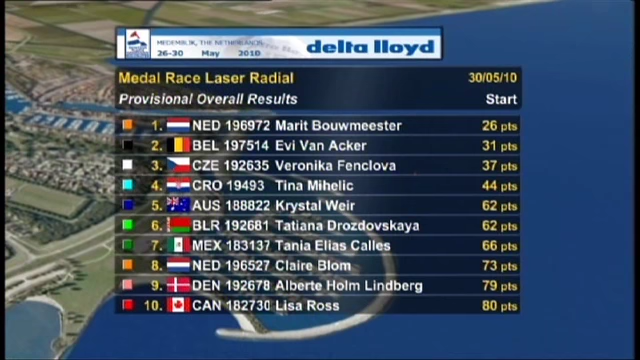 MEDEMBLIK, THE NETHERLANDS
26-30 May 2010
delta lloyd
Medal Race Laser Radial 30/05/10
Provisional Overall Results Start
1. NED 196972 Marit Bouwmeester 26 pts
2. BEL 197514 Evi Van Acker 31 pts
3. CZE 192635 Veronika Fenclova 37 pts
4. CRO 19493 Tina Mihelic 44 pts
5. AUS 188822 Krystal Weir 62 pts
6. BLR 192681 Tatiana Drozdovskaya 62 pts
7. MEX 183137 Tania Elias Calles 66 pts
8. NED 196527 Claire Blom 73 pts
9. DEN 192678 Alberte Holm Lindberg 79 pts
10. CAN 182730 Lisa Ross 80 pts